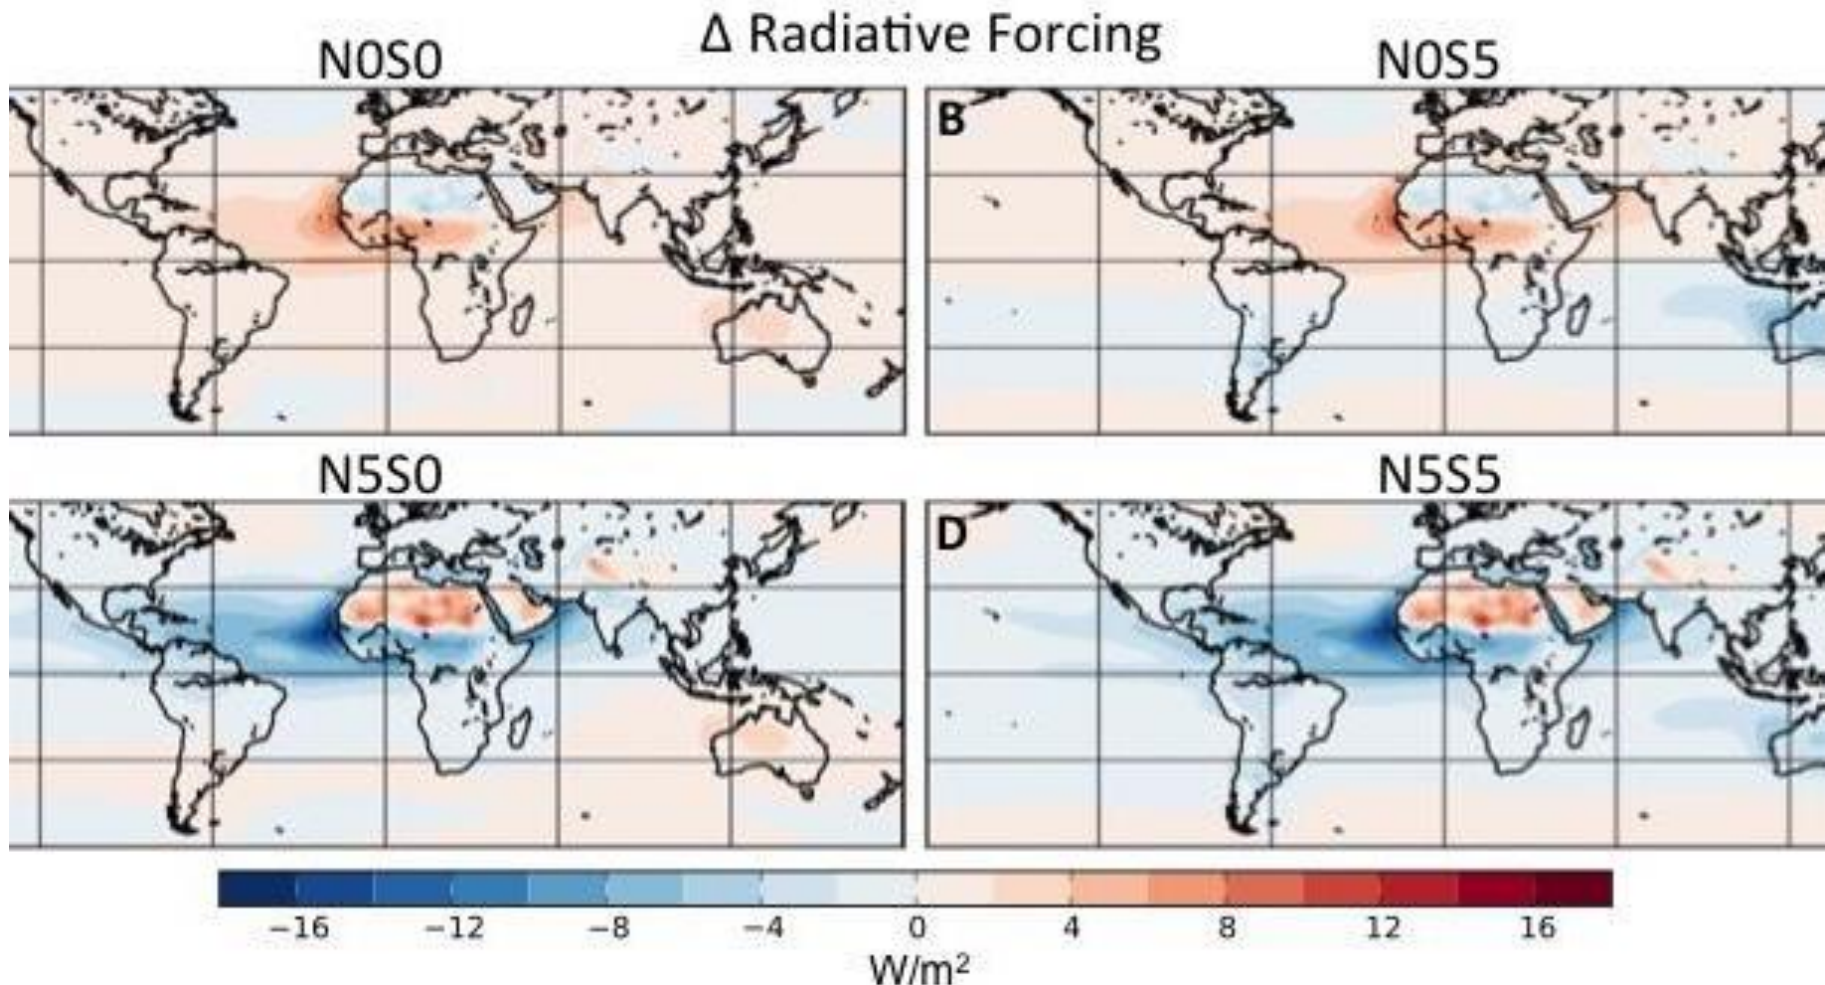 Δ Radiative Forcing
N0S0
N0S5
B
N5S0
N5S5
D
−16 −12 −8 −4 0 4 8 12 16
W/m²